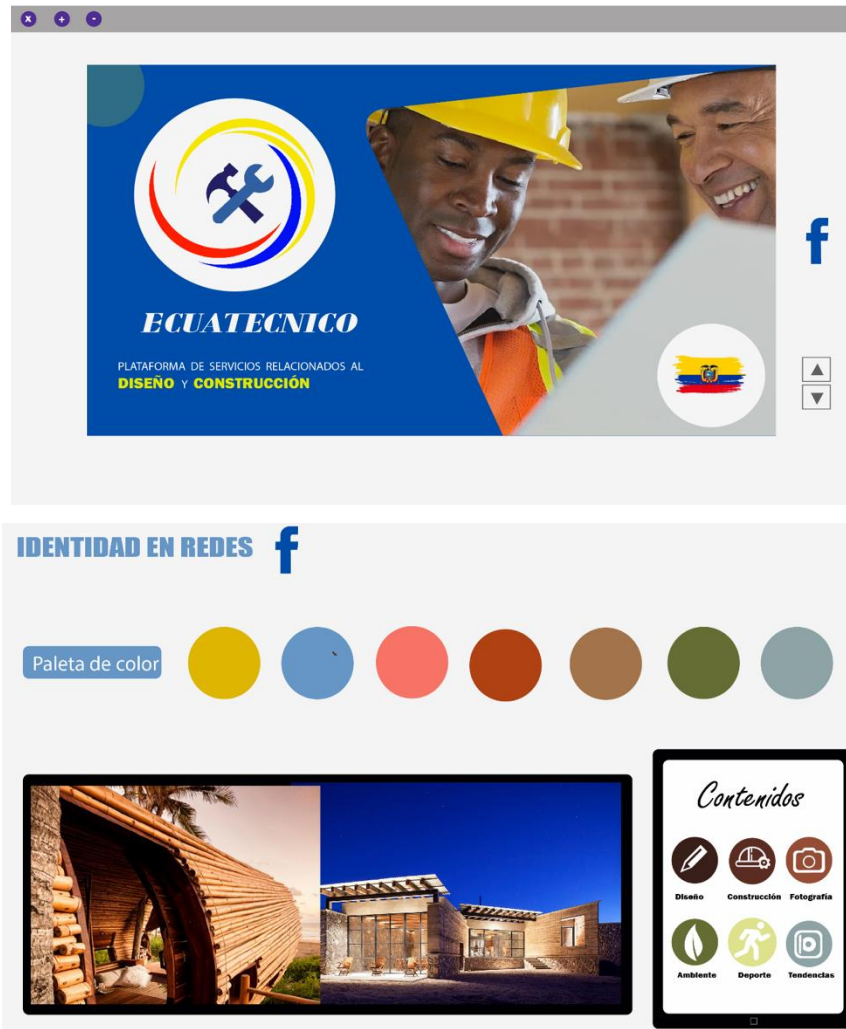 x + -
f
ECUATECNICO
PLATAFORMA DE SERVICIOS RELACIONADOS AL
DISEÑO Y CONSTRUCCIÓN
IDENTIDAD EN REDES f
Paleta de color
Contenidos
Diseño Construcción Fotografía
Ambiente Deporte Tendencias